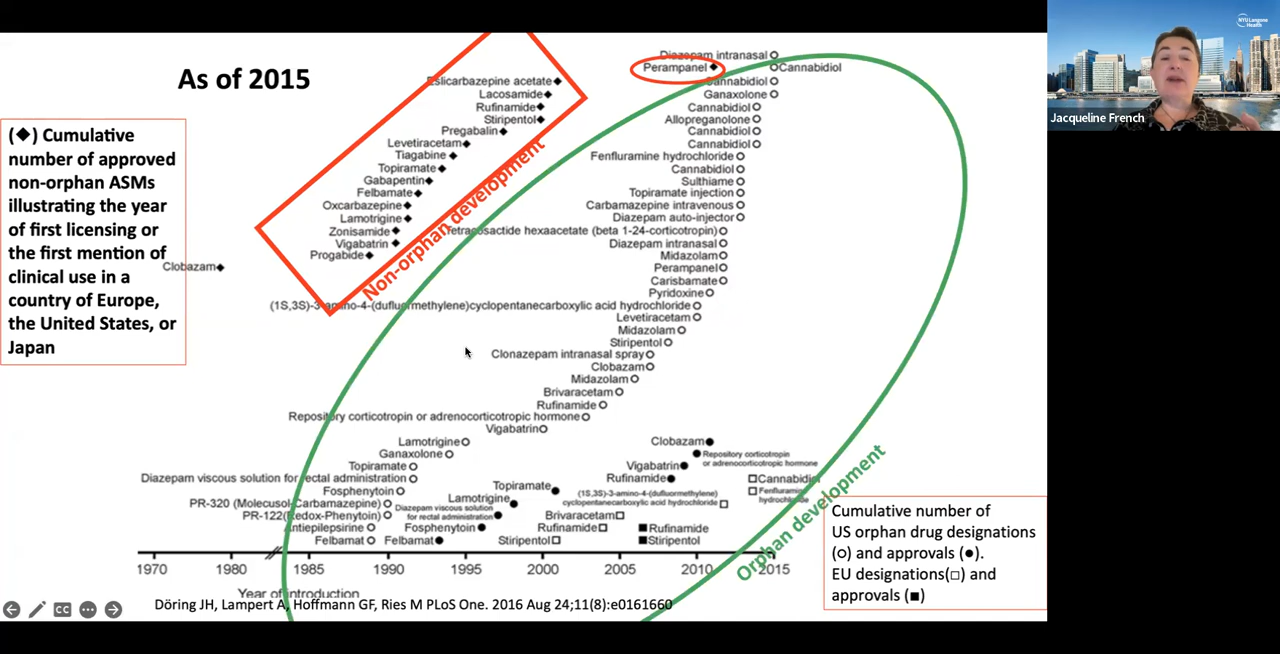 As of 2015
(◆) Cumulative
number of approved
non-orphan ASMs
illustrating the year
of first licensing or
the first mention of
clinical use in a
country of Europe,
the United States, or
Japan
Clobazam◆
Eslicarbazepine acetate◆
Lacosamide◆
Rufinamide◆
Stiripentol◆
Pregabalin◆
Levetiracetam◆
Tiagabine◆
Topiramate◆
Gabapentin◆
Felbamate◆
Oxcarbazepine◆
Lamotrigine◆
Zonisamide◆
Vigabatrin◆
Progabide◆
Non-orphan development
Diazepam intranasal○
Perampanel◆
○Cannabidiol
Cannabidiol○
Ganaxolone○
Cannabidiol○
Allopregnanolone○
Cannabidiol○
Cannabidiol○
Fenfluramine hydrochloride○
Cannabidiol○
Sulthiame○
Topiramate injection○
Carbamazepine intravenous○
Diazepam auto-injector○
Tetracosactide hexaacetate (beta 1-24-corticotropin)○
Diazepam intranasal○
Midazolam○
Perampanel○
Carisbamate○
Pyridoxine○
(1S,3S)-3-amino-4-(dufluormethylene)cyclopentanecarboxylic acid hydrochloride○
Levetiracetam○
Midazolam○
Stiripentol○
Clonazepam intranasal spray○
Clobazam○
Midazolam○
Brivaracetam○
Rufinamide○
Repository corticotropin or adrenocorticotropic hormone○
Vigabatrin○
Lamotrigine○
Ganaxolone○
Topiramate○
Diazepam viscous solution for rectal administration○
Fosphenytoin○
PR-320 (Molecusol-Carbamazepine)○
PR-122(Redox-Phenytoin)○
Antiepilepsirine○
Felbamat○
Topiramate●
Lamotrigine●
Diazepam viscous solution
for rectal administration●
Fosphenytoin●
Felbamat●
Clobazam●
●Repository corticotropin
or adrenocorticotropic hormone
Vigabatrin●
Rufinamide●
(1S,3S)-3-amino-4-(dufluormethylene)
cyclopentanecarboxylic acid hydrochloride□
Brivaracetam□
Rufinamide□
Stiripentol□
□Cannabidiol
□Fenfluramine
hydrochloride
■Rufinamide
■Stiripentol
Orphan development
1970 1980 1985 1990 1995 2000 2005 2010 2015
Year of introduction
Döring JH, Lampert A, Hoffmann GF, Ries M PLoS One. 2016 Aug 24;11(8):e0161660
Cumulative number of
US orphan drug designations
(○) and approvals (●).
EU designations(□) and
approvals (■)
CC
NYU Langone
Health
Jacqueline French